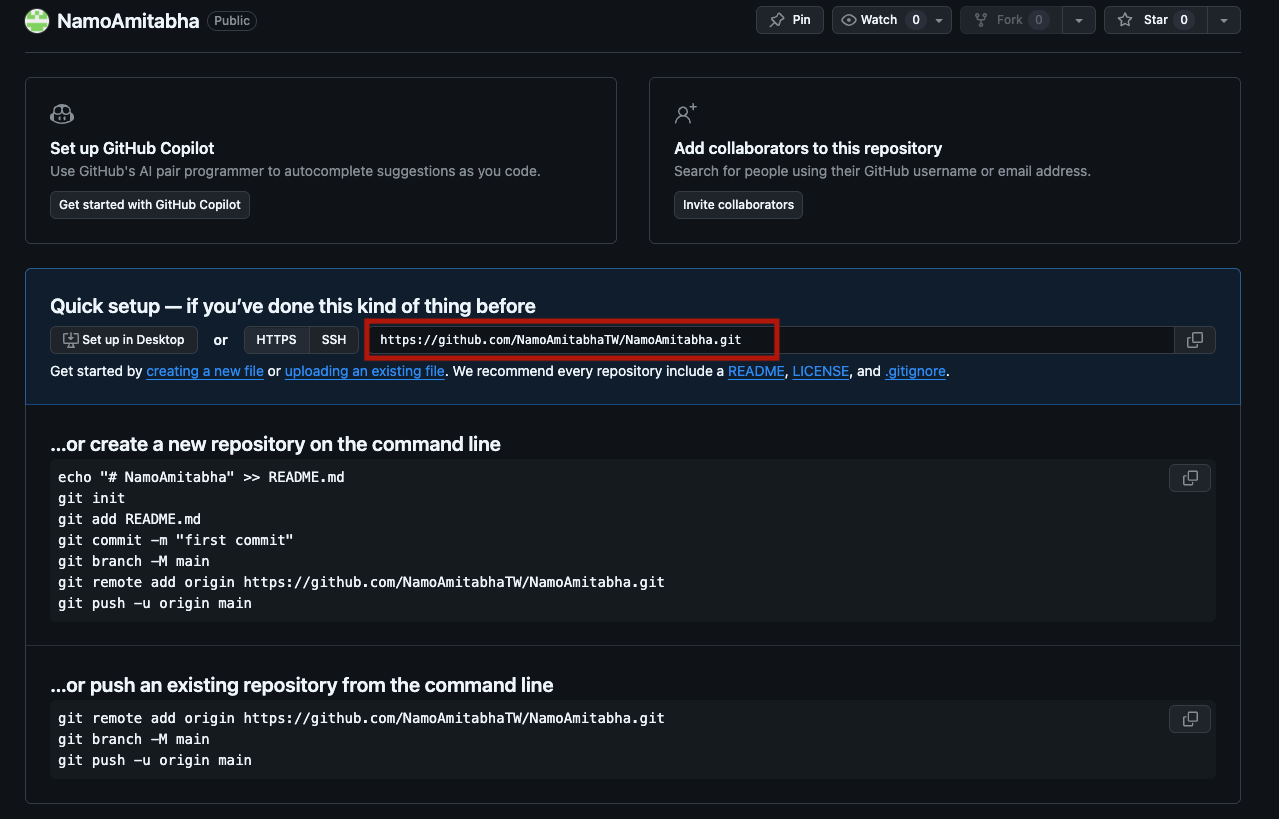 NamoAmitabha Public Pin Watch 0 Fork 0 Star 0
Set up GitHub Copilot
Use GitHub's AI pair programmer to autocomplete suggestions as you code.
Get started with GitHub Copilot
Add collaborators to this repository
Search for people using their GitHub username or email address.
Invite collaborators
Quick setup — if you’ve done this kind of thing before
Set up in Desktop or HTTPS SSH https://github.com/NamoAmitabhaTW/NamoAmitabha.git
Get started by creating a new file or uploading an existing file. We recommend every repository include a README, LICENSE, and .gitignore.
...or create a new repository on the command line
echo "# NamoAmitabha" >> README.md
git init
git add README.md
git commit -m "first commit"
git branch -M main
git remote add origin https://github.com/NamoAmitabhaTW/NamoAmitabha.git
git push -u origin main
...or push an existing repository from the command line
git remote add origin https://github.com/NamoAmitabhaTW/NamoAmitabha.git
git branch -M main
git push -u origin main